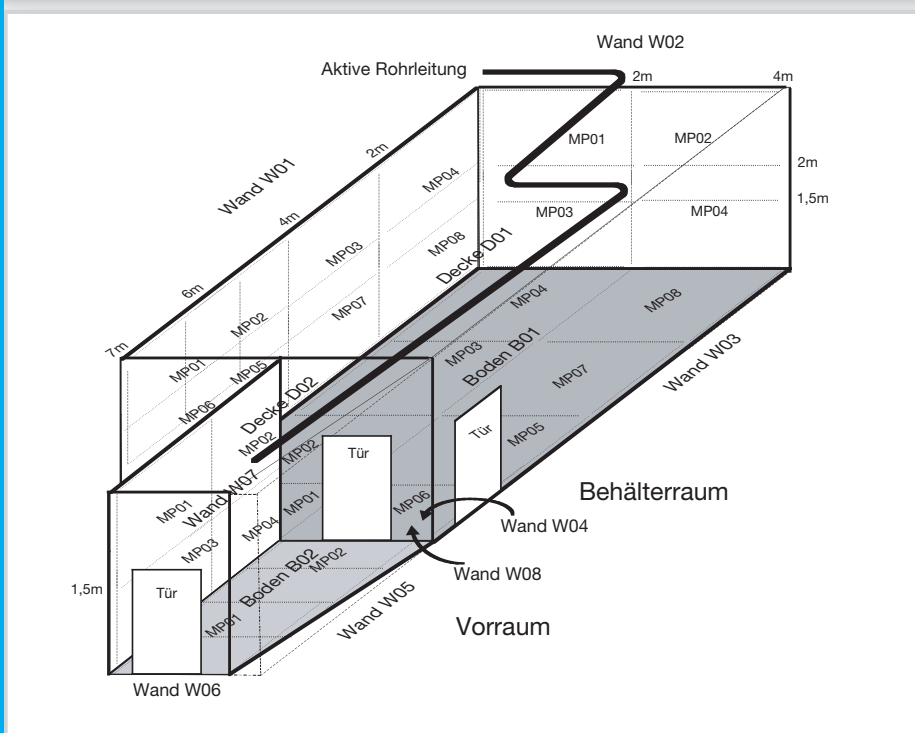 Wand W02
Aktive Rohrleitung
2m
4m
MP01
MP02
2m
2m
Wand W01
MP04
1,5m
MP03
MP04
4m
MP03
MP08
Decke D01
6m
MP02
MP07
MP04
MP08
7m
MP01
MP05
MP03
Boden B01
Wand W03
MP07
MP06
Decke D02
MP02
MP02
Tür
Tür
MP05
Wand W07
MP01
MP04
MP01
MP06
Behälterraum
Wand W04
MP03
MP02
Wand W08
1,5m
Tür
Boden B02
MP01
Wand W05
Vorraum
Wand W06